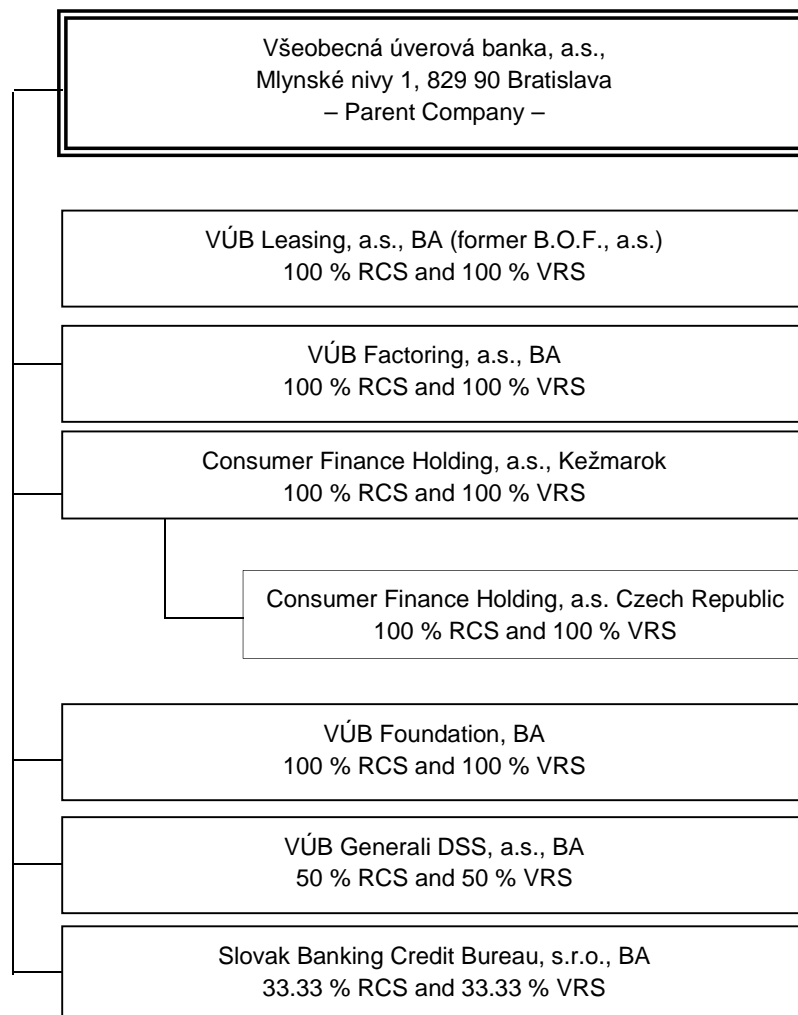 Všeobecná úverová banka, a.s.,
Mlynské nivy 1, 829 90 Bratislava
– Parent Company –
VÚB Leasing, a.s., BA (former B.O.F., a.s.)
100 % RCS and 100 % VRS
VÚB Factoring, a.s., BA
100 % RCS and 100 % VRS
Consumer Finance Holding, a.s., Kežmarok
100 % RCS and 100 % VRS
Consumer Finance Holding, a.s. Czech Republic
100 % RCS and 100 % VRS
VÚB Foundation, BA
100 % RCS and 100 % VRS
VÚB Generali DSS, a.s., BA
50 % RCS and 50 % VRS
Slovak Banking Credit Bureau, s.r.o., BA
33.33 % RCS and 33.33 % VRS